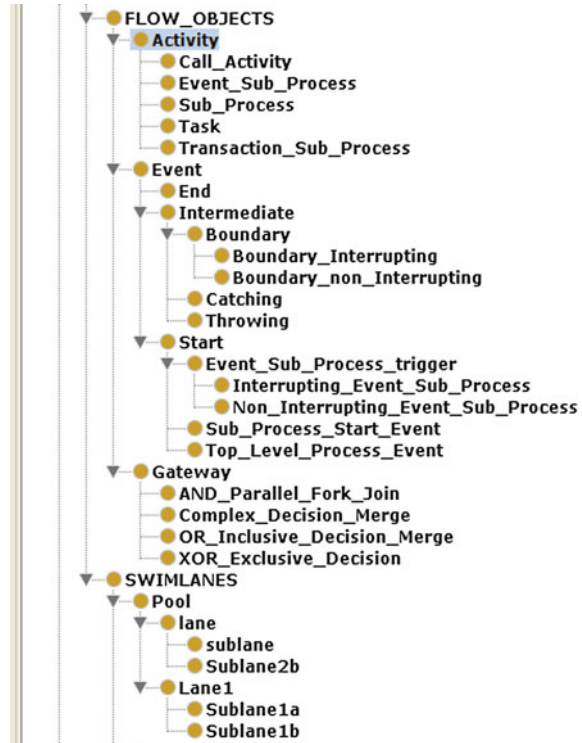 FLOW_OBJECTS
Activity
Call_Activity
Event_Sub_Process
Sub_Process
Task
Transaction_Sub_Process
Event
End
Intermediate
Boundary
Boundary_Interrupting
Boundary_non_Interrupting
Catching
Throwing
Start
Event_Sub_Process_trigger
Interrupting_Event_Sub_Process
Non_Interrupting_Event_Sub_Process
Sub_Process_Start_Event
Top_Level_Process_Event
Gateway
AND_Parallel_Fork_Join
Complex_Decision_Merge
OR_Inclusive_Decision_Merge
XOR_Exclusive_Decision
SWIMLANES
Pool
lane
sublane
Sublane2b
Lane1
Sublane1a
Sublane1b